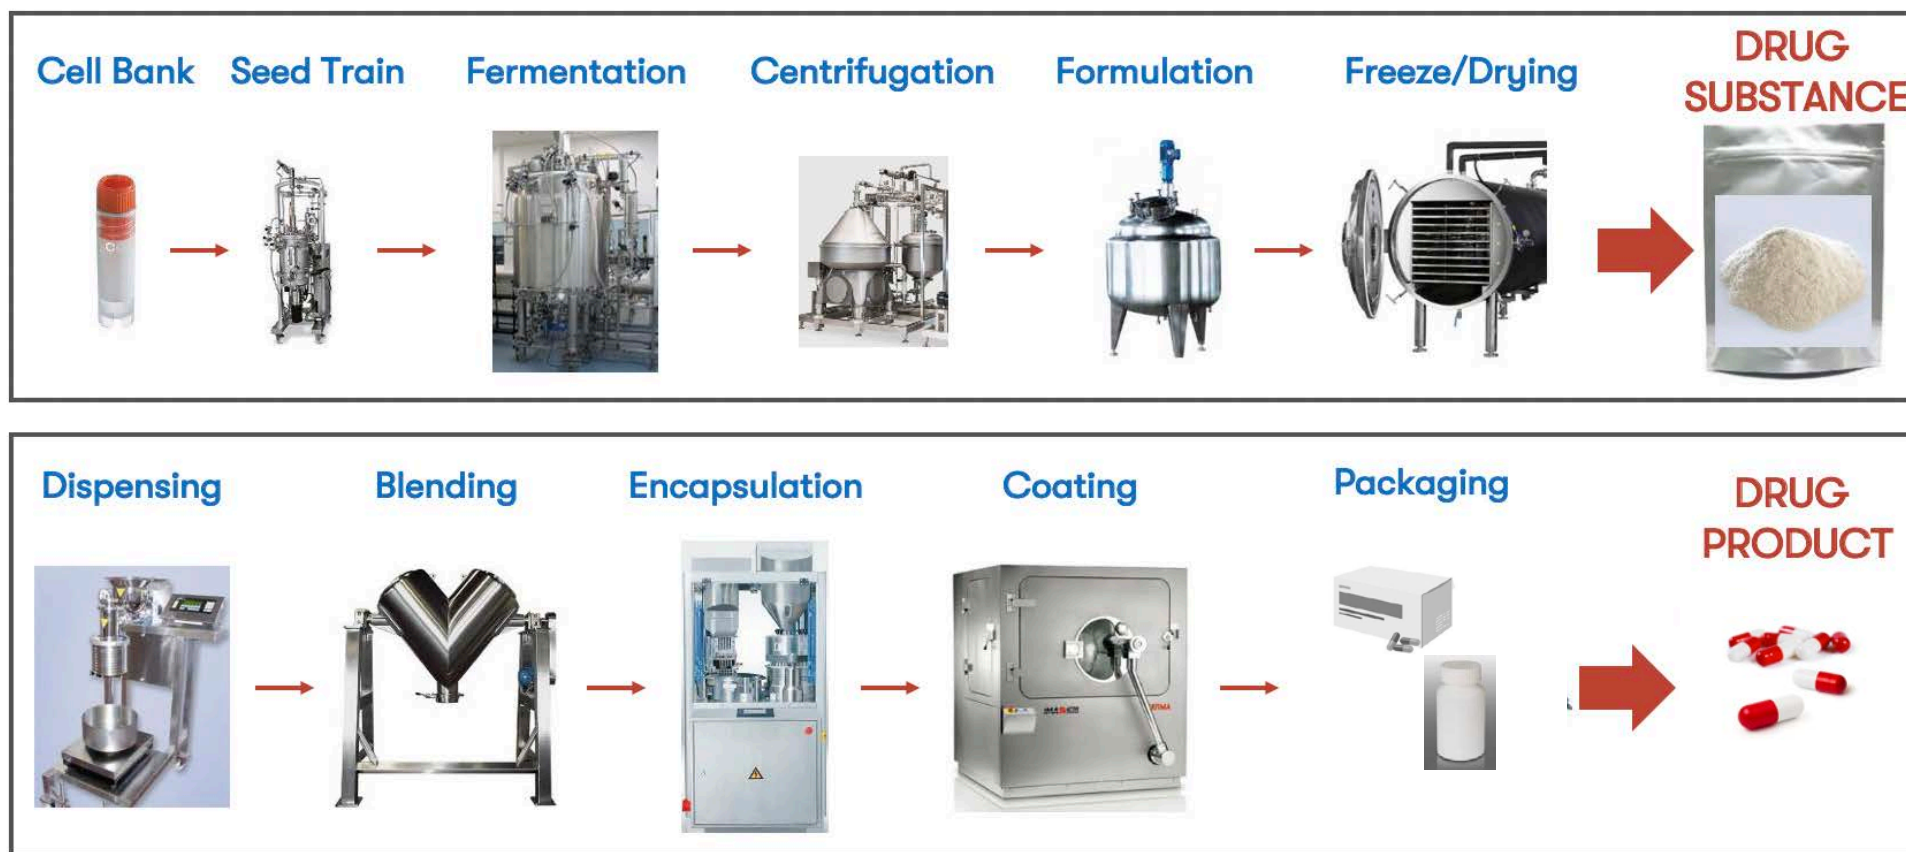 Cell Bank
Seed Train
Fermentation
Centrifugation
Formulation
Freeze/Drying
DRUG
SUBSTANCE
Dispensing
Blending
Encapsulation
Coating
Packaging
DRUG
PRODUCT